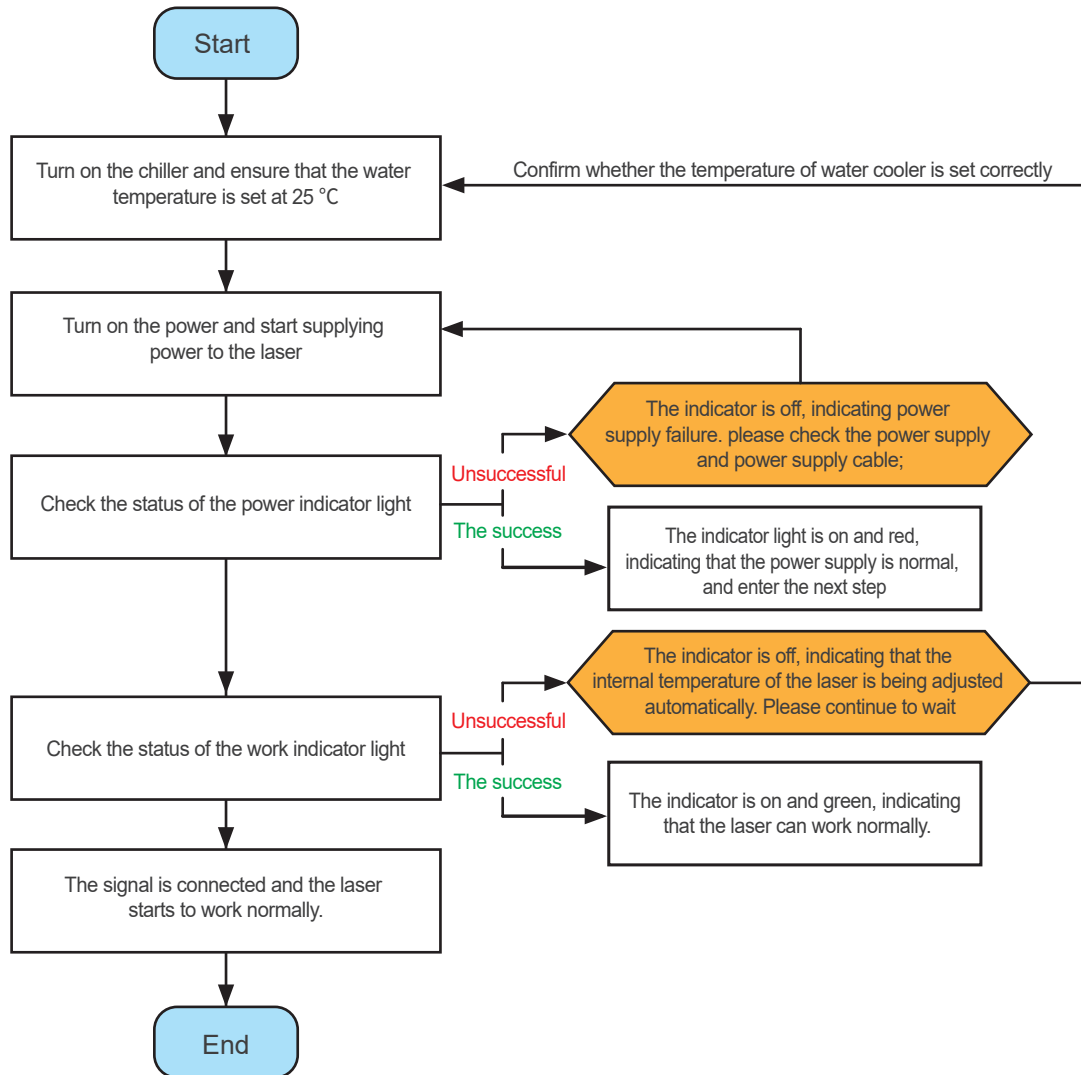 Start
Turn on the chiller and ensure that the water
temperature is set at 25 °C
Confirm whether the temperature of water cooler is set correctly
Turn on the power and start supplying
power to the laser
The indicator is off, indicating power
supply failure. please check the power supply
and power supply cable;
Unsuccessful
Check the status of the power indicator light
The success
The indicator light is on and red,
indicating that the power supply is normal,
and enter the next step
The indicator is off, indicating that the
internal temperature of the laser is being adjusted
automatically. Please continue to wait
Unsuccessful
Check the status of the work indicator light
The success
The indicator is on and green, indicating
that the laser can work normally.
The signal is connected and the laser
starts to work normally.
End